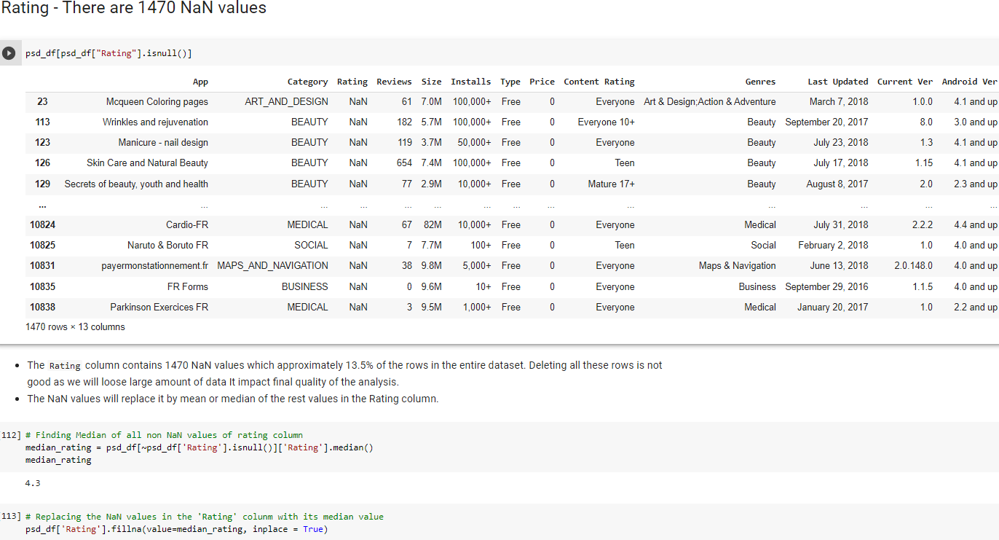 Rating - There are 1470 NaN values
psd_df[psd_df["Rating"].isnull()]
App Category Rating Reviews Size Installs Type Price Content Rating Genres Last Updated Current Ver Android Ver
23 Mcqueen Coloring pages ART_AND_DESIGN NaN 61 7.0M 100,000+ Free 0 Everyone Art & Design;Action & Adventure March 7, 2018 1.0.0 4.1 and up
113 Wrinkles and rejuvenation BEAUTY NaN 182 5.7M 100,000+ Free 0 Everyone 10+ Beauty September 20, 2017 8.0 3.0 and up
123 Manicure - nail design BEAUTY NaN 119 3.7M 50,000+ Free 0 Everyone Beauty July 23, 2018 1.3 4.1 and up
126 Skin Care and Natural Beauty BEAUTY NaN 654 7.4M 100,000+ Free 0 Teen Beauty July 17, 2018 1.15 4.1 and up
129 Secrets of beauty, youth and health BEAUTY NaN 77 2.9M 10,000+ Free 0 Mature 17+ Beauty August 8, 2017 2.0 2.3 and up
... ... ... ... ... ... ... ... ... ... ... ... ... ...
10824 Cardio-FR MEDICAL NaN 67 82M 10,000+ Free 0 Everyone Medical July 31, 2018 2.2.2 4.4 and up
10825 Naruto & Boruto FR SOCIAL NaN 7 7.7M 100+ Free 0 Teen Social February 2, 2018 1.0 4.0 and up
10831 payermonstationnement.fr MAPS_AND_NAVIGATION NaN 38 9.8M 5,000+ Free 0 Everyone Maps & Navigation June 13, 2018 2.0.148.0 4.0 and up
10835 FR Forms BUSINESS NaN 0 9.6M 10+ Free 0 Everyone Business September 29, 2016 1.1.5 4.0 and up
10838 Parkinson Exercices FR MEDICAL NaN 3 9.5M 1,000+ Free 0 Everyone Medical January 20, 2017 1.0 2.2 and up
1470 rows × 13 columns
• The Rating column contains 1470 NaN values which approximately 13.5% of the rows in the entire dataset. Deleting all these rows is not
good as we will loose large amount of data It impact final quality of the analysis.
• The NaN values will replace it by mean or median of the rest values in the Rating column.
[112] # Finding Median of all non NaN values of rating column
median_rating = psd_df[~psd_df['Rating'].isnull()]['Rating'].median()
median_rating
4.3
[113] # Replacing the NaN values in the 'Rating' colunm with its median value
psd_df['Rating'].fillna(value=median_rating, inplace = True)